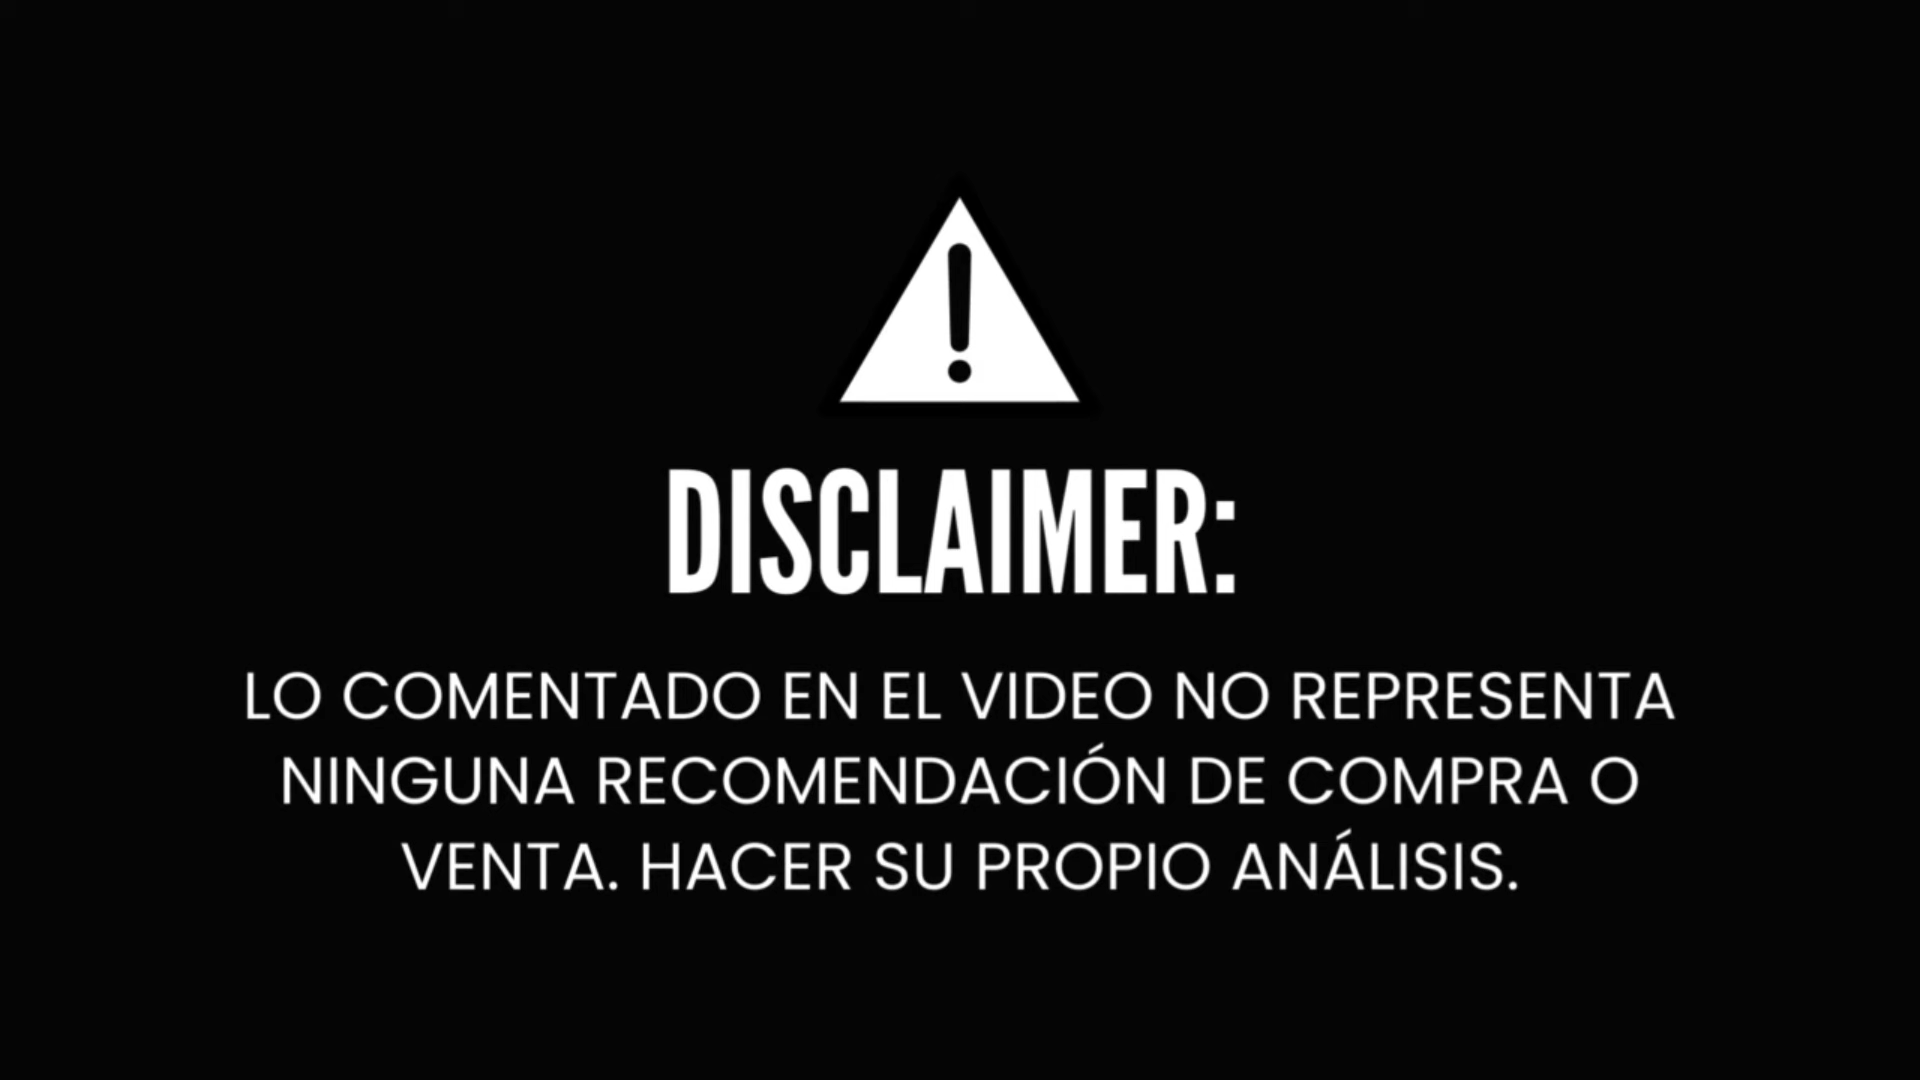 DISCLAIMER:
LO COMENTADO EN EL VIDEO NO REPRESENTA
NINGUNA RECOMENDACIÓN DE COMPRA O
VENTA. HACER SU PROPIO ANÁLISIS.